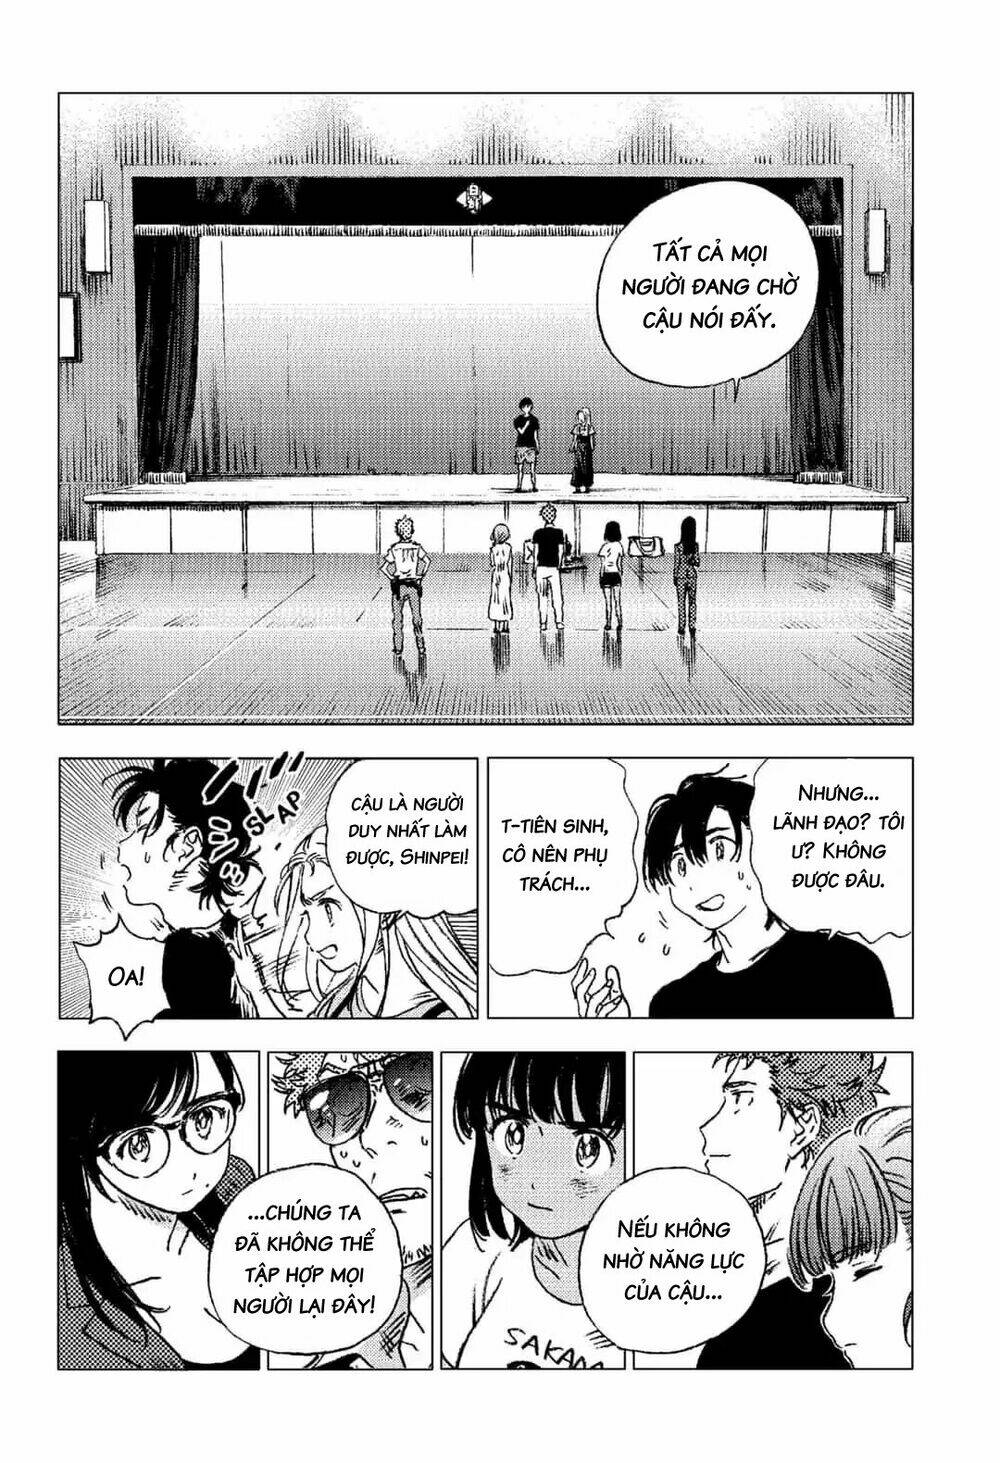 TẤT CẢ MỌI
NGƯỜI ĐANG CHỜ
CẬU NÓI ĐẤY.
NHƯNG...
LÃNH ĐẠO? TÔI
Ư? KHÔNG
ĐƯỢC ĐÂU.
T-TIÊN SINH,
CÔ NÊN PHỤ
TRÁCH...
CẬU LÀ NGƯỜI
DUY NHẤT LÀM
ĐƯỢC, SHINPEI!
SLAP
OA!
NẾU KHÔNG
NHỜ NĂNG LỰC
CỦA CẬU...
SAKAM
...CHÚNG TA
ĐÃ KHÔNG THỂ
TẬP HỢP MỌI
NGƯỜI LẠI ĐÂY!